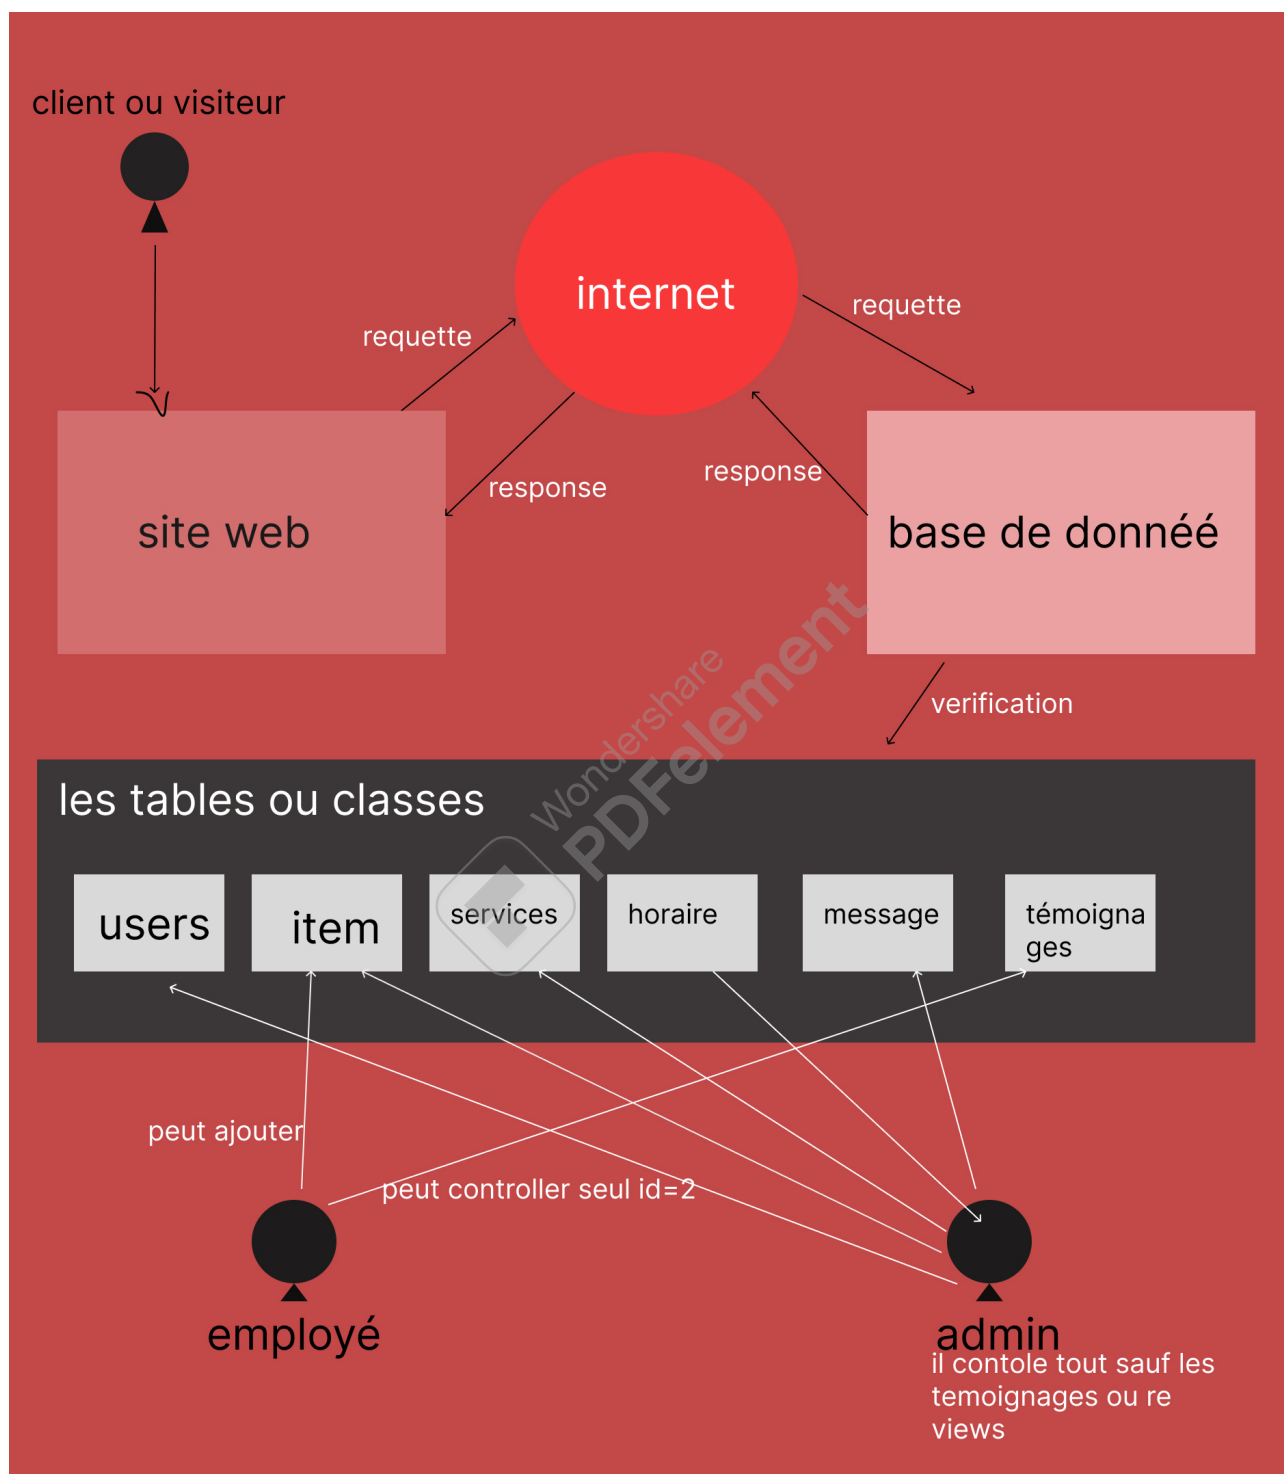 client ou visiteur
internet
requette
requette
response
response
site web
base de donnéé
verification
Wondershare
PDFelement
les tables ou classes
users
item
services
horaire
message
témoigna
ges
peut ajouter
peut controller seul id=2
employé
admin
il contole tout sauf les
temoignages ou re
views